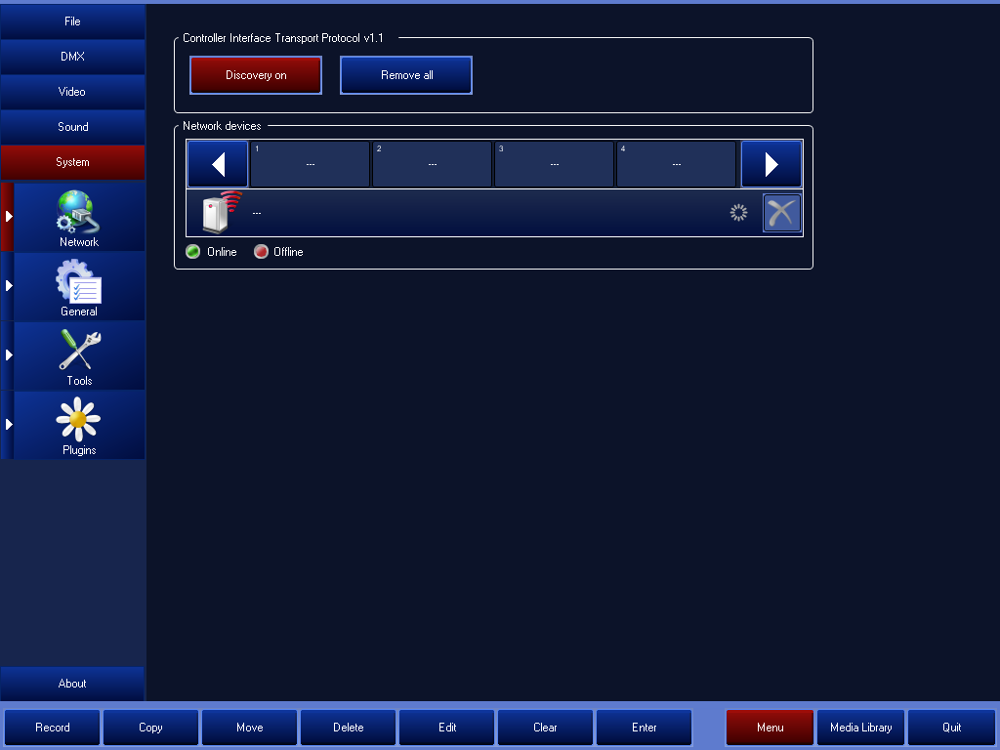 File
DMX
Video
Sound
System
Network
General
Tools
Plugins
About
Controller Interface Transport Protocol v1.1
Discovery on
Remove all
Network devices
1
---
2
---
3
---
4
---
---
Online
Offline
Record
Copy
Move
Delete
Edit
Clear
Enter
Menu
Media Library
Quit